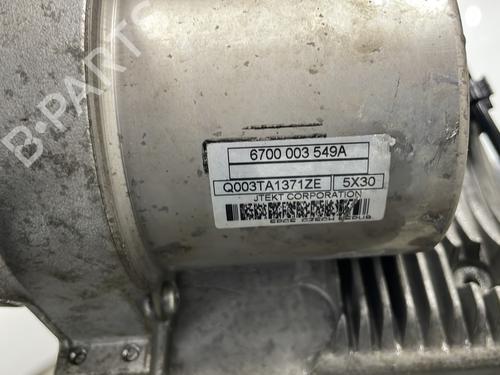 B-PARTS
6700 003 549A
Q003TA1371ZE 5X30
JTEKT CORPORATION